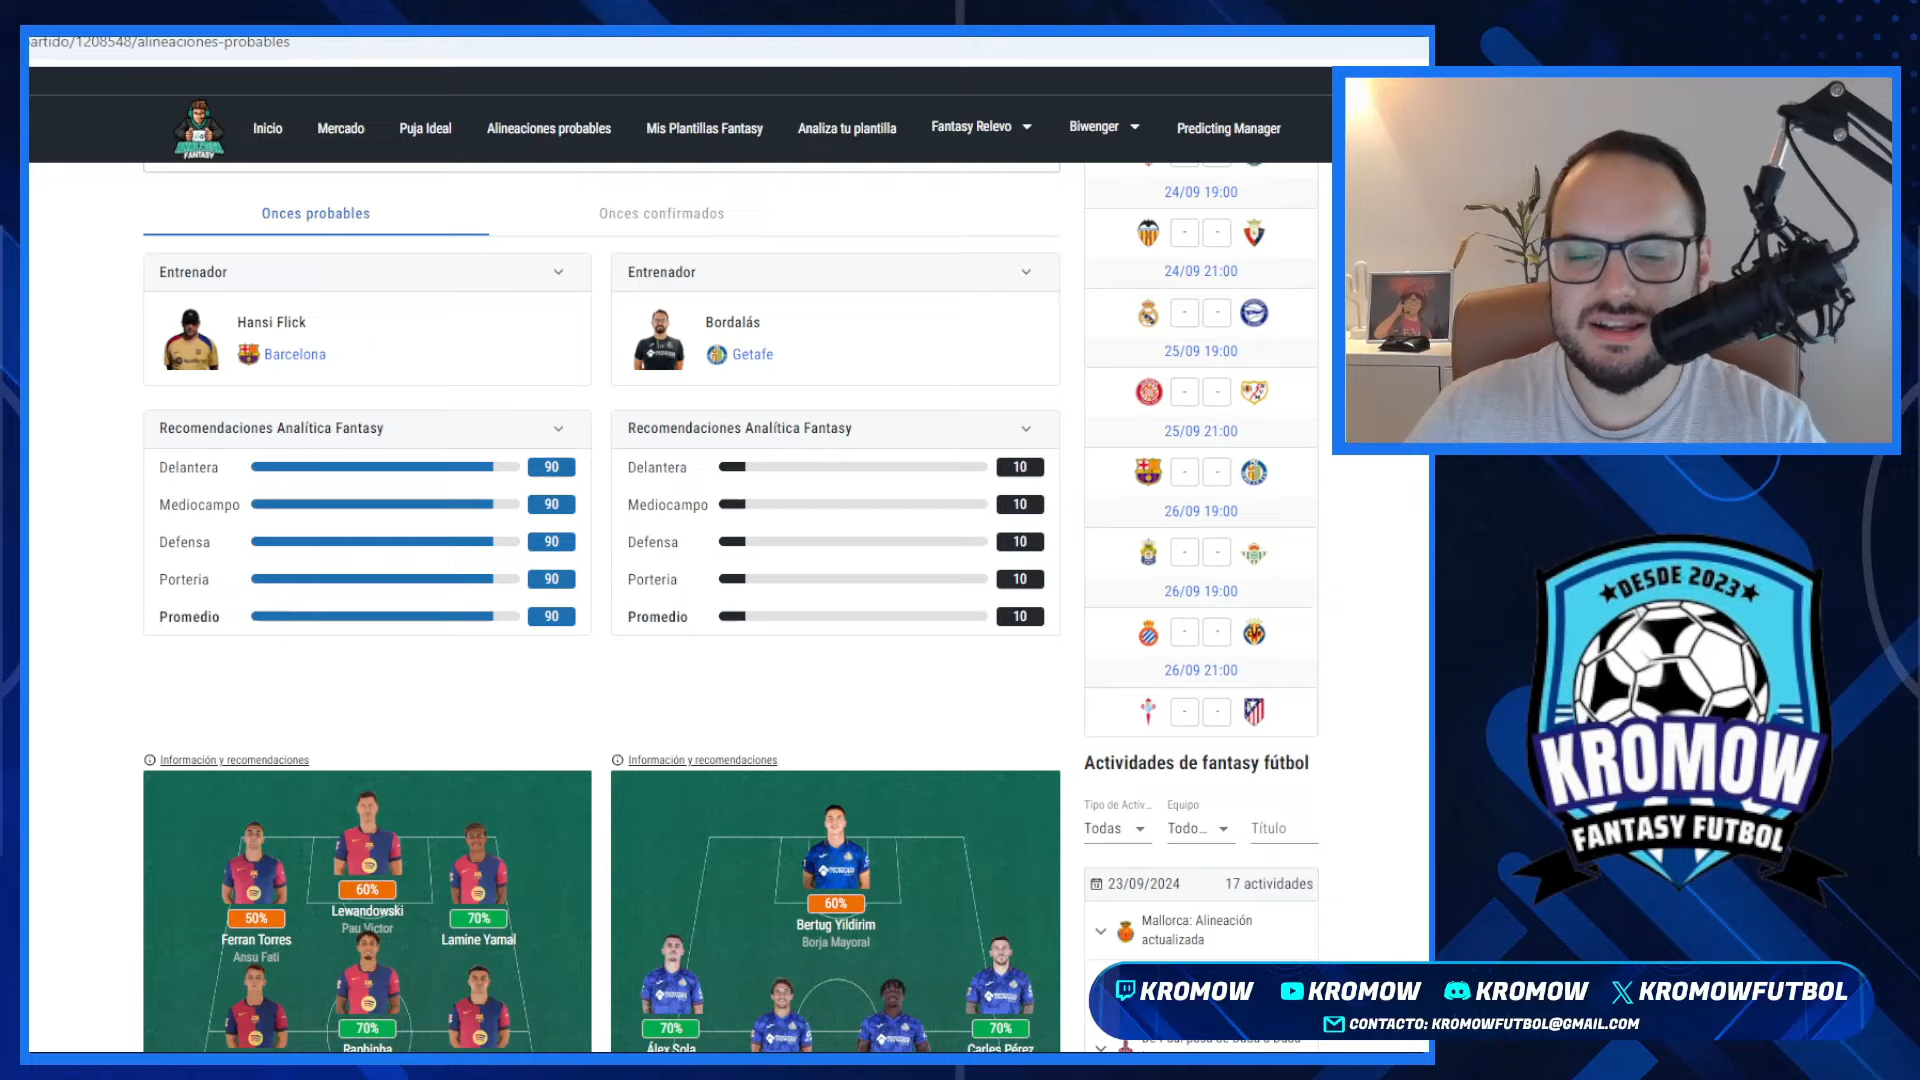 artido/1208548/alineaciones-probables
FANTASY
Inicio
Mercado
Puja Ideal
Alineaciones probables
Mis Plantillas Fantasy
Analiza tu plantilla
Fantasy Relevo
Biwenger
Predicting Manager
Onces probables
Onces confirmados
Entrenador
Hansi Flick
Barcelona
Entrenador
Bordalás
Getafe
Recomendaciones Analítica Fantasy
Delantera 90
Mediocampo 90
Defensa 90
Porteria 90
Promedio 90
Recomendaciones Analítica Fantasy
Delantera 10
Mediocampo 10
Defensa 10
Porteria 10
Promedio 10
Información y recomendaciones
60%
Lewandowski
Pau Victor
50%
Ferran Torres
Ansu Fati
70%
Lamine Yamal
70%
Raphinha
Información y recomendaciones
60%
Bertug Yildirim
Borja Mayoral
70%
Álex Sola
70%
Carles Pérez
24/09 19:00
- -
24/09 21:00
- -
25/09 19:00
- -
25/09 21:00
- -
26/09 19:00
- -
26/09 19:00
- -
26/09 21:00
- -
Actividades de fantasy fútbol
Tipo de Activ...
Todas
Equipo
Todo...
Título
23/09/2024 17 actividades
Mallorca: Alineación
actualizada
DESDE 2023
KROMOW
FANTASY FUTBOL
KROMOW
KROMOW
KROMOW
KROMOWFUTBOL
CONTACTO: KROMOWFUTBOL@GMAIL.COM